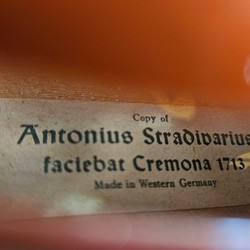 Copy of
Antonius Stradivarius
faciebat Cremona 1713
Made in Western Germany